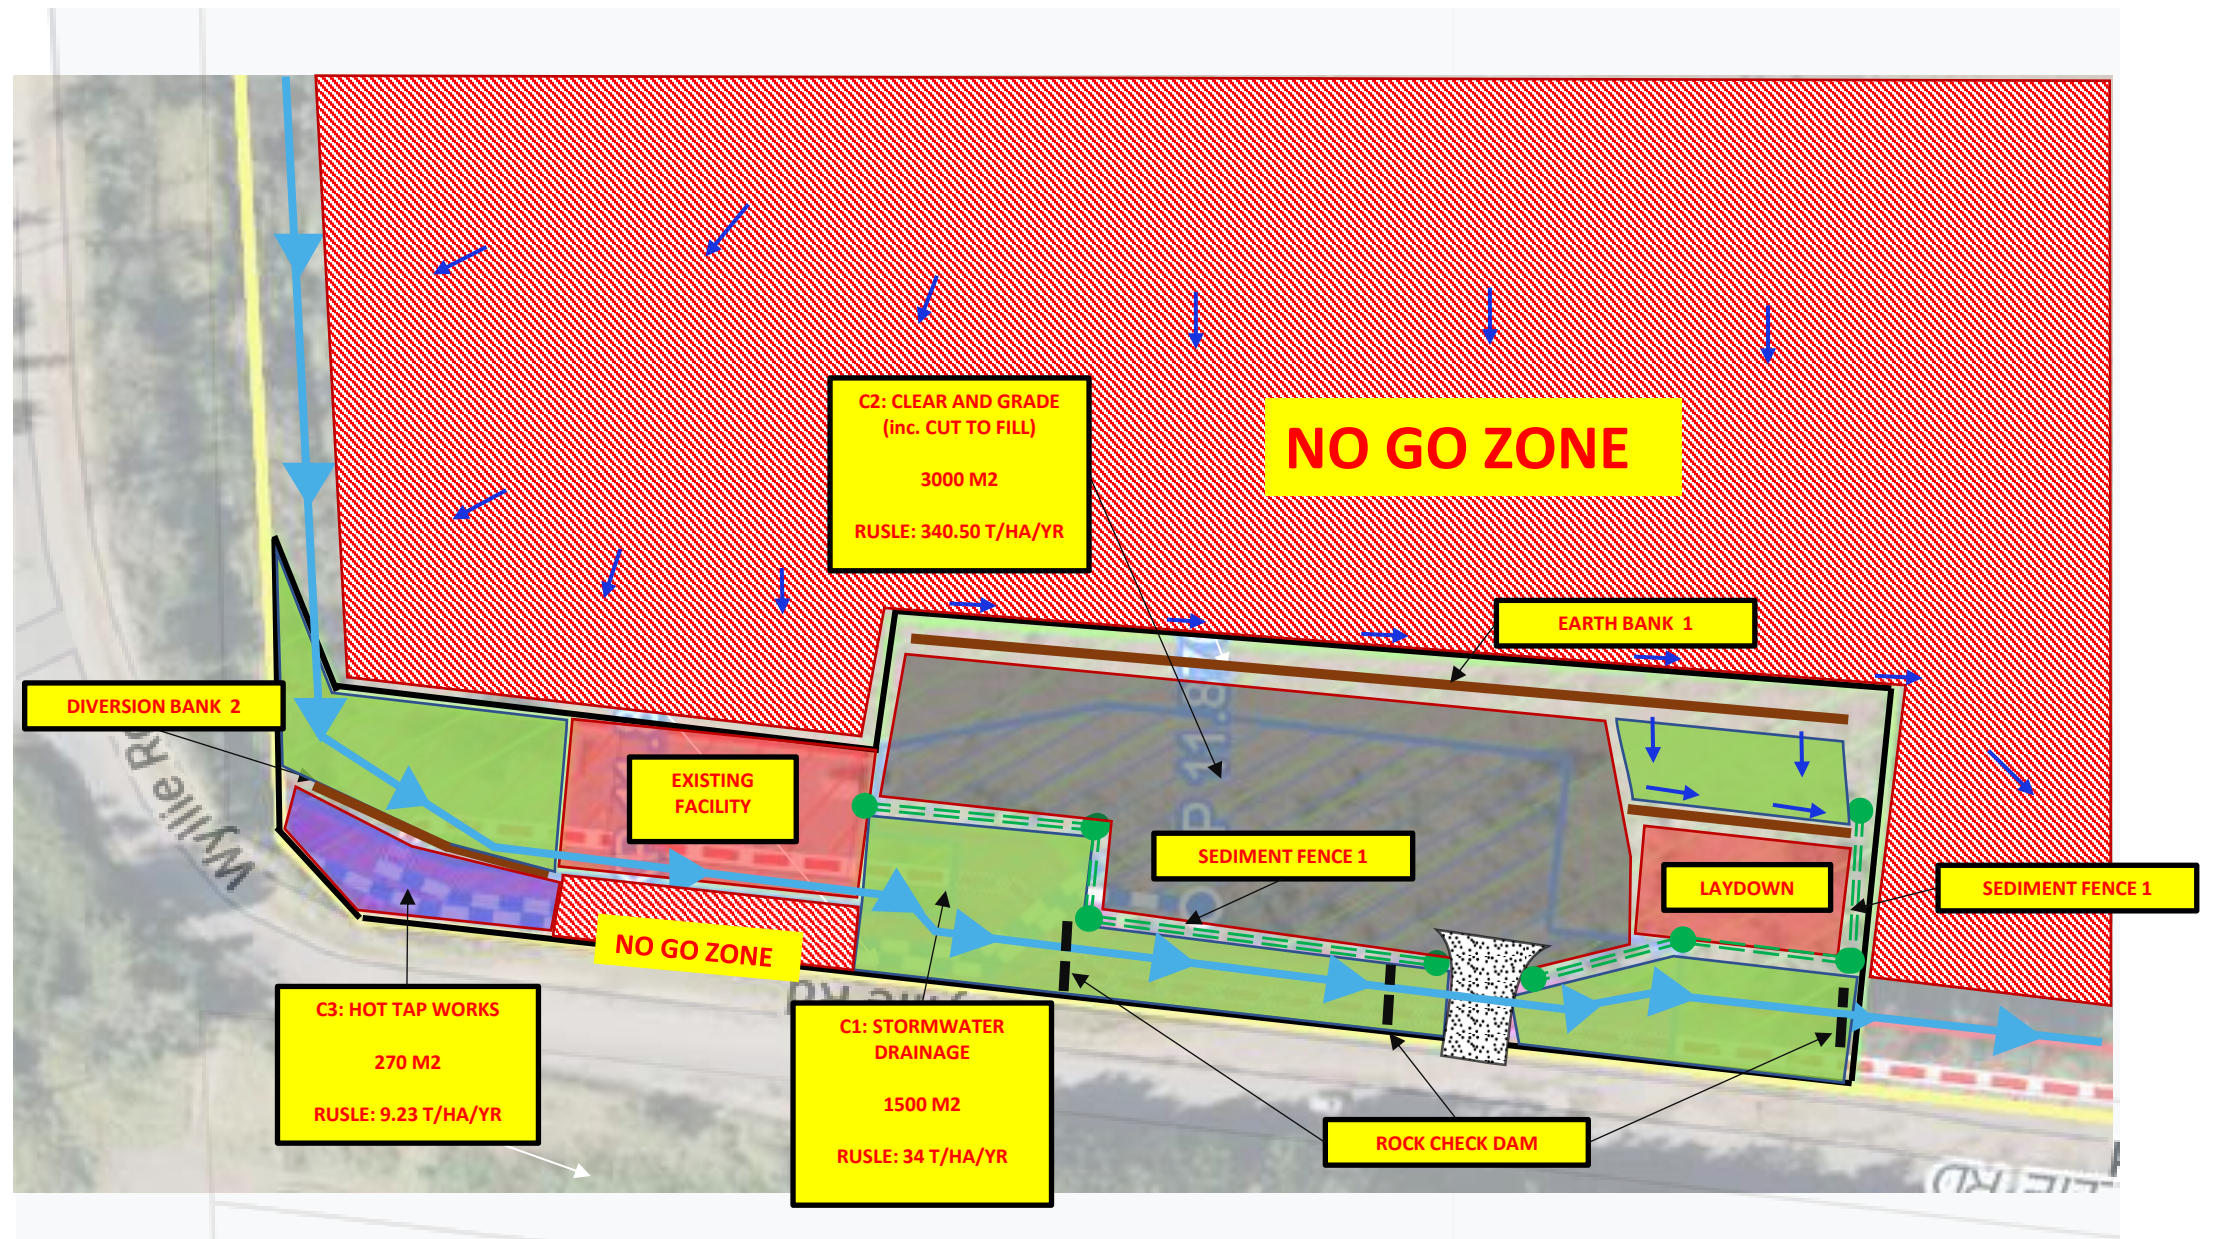 C2: CLEAR AND GRADE
(inc. CUT TO FILL)
3000 M2
RUSLE: 340.50 T/HA/YR
NO GO ZONE
EARTH BANK 1
DIVERSION BANK 2
EXISTING
FACILITY
SEDIMENT FENCE 1
LAYDOWN
SEDIMENT FENCE 1
NO GO ZONE
C3: HOT TAP WORKS
270 M2
RUSLE: 9.23 T/HA/YR
C1: STORMWATER
DRAINAGE
1500 M2
RUSLE: 34 T/HA/YR
ROCK CHECK DAM
Wyllie